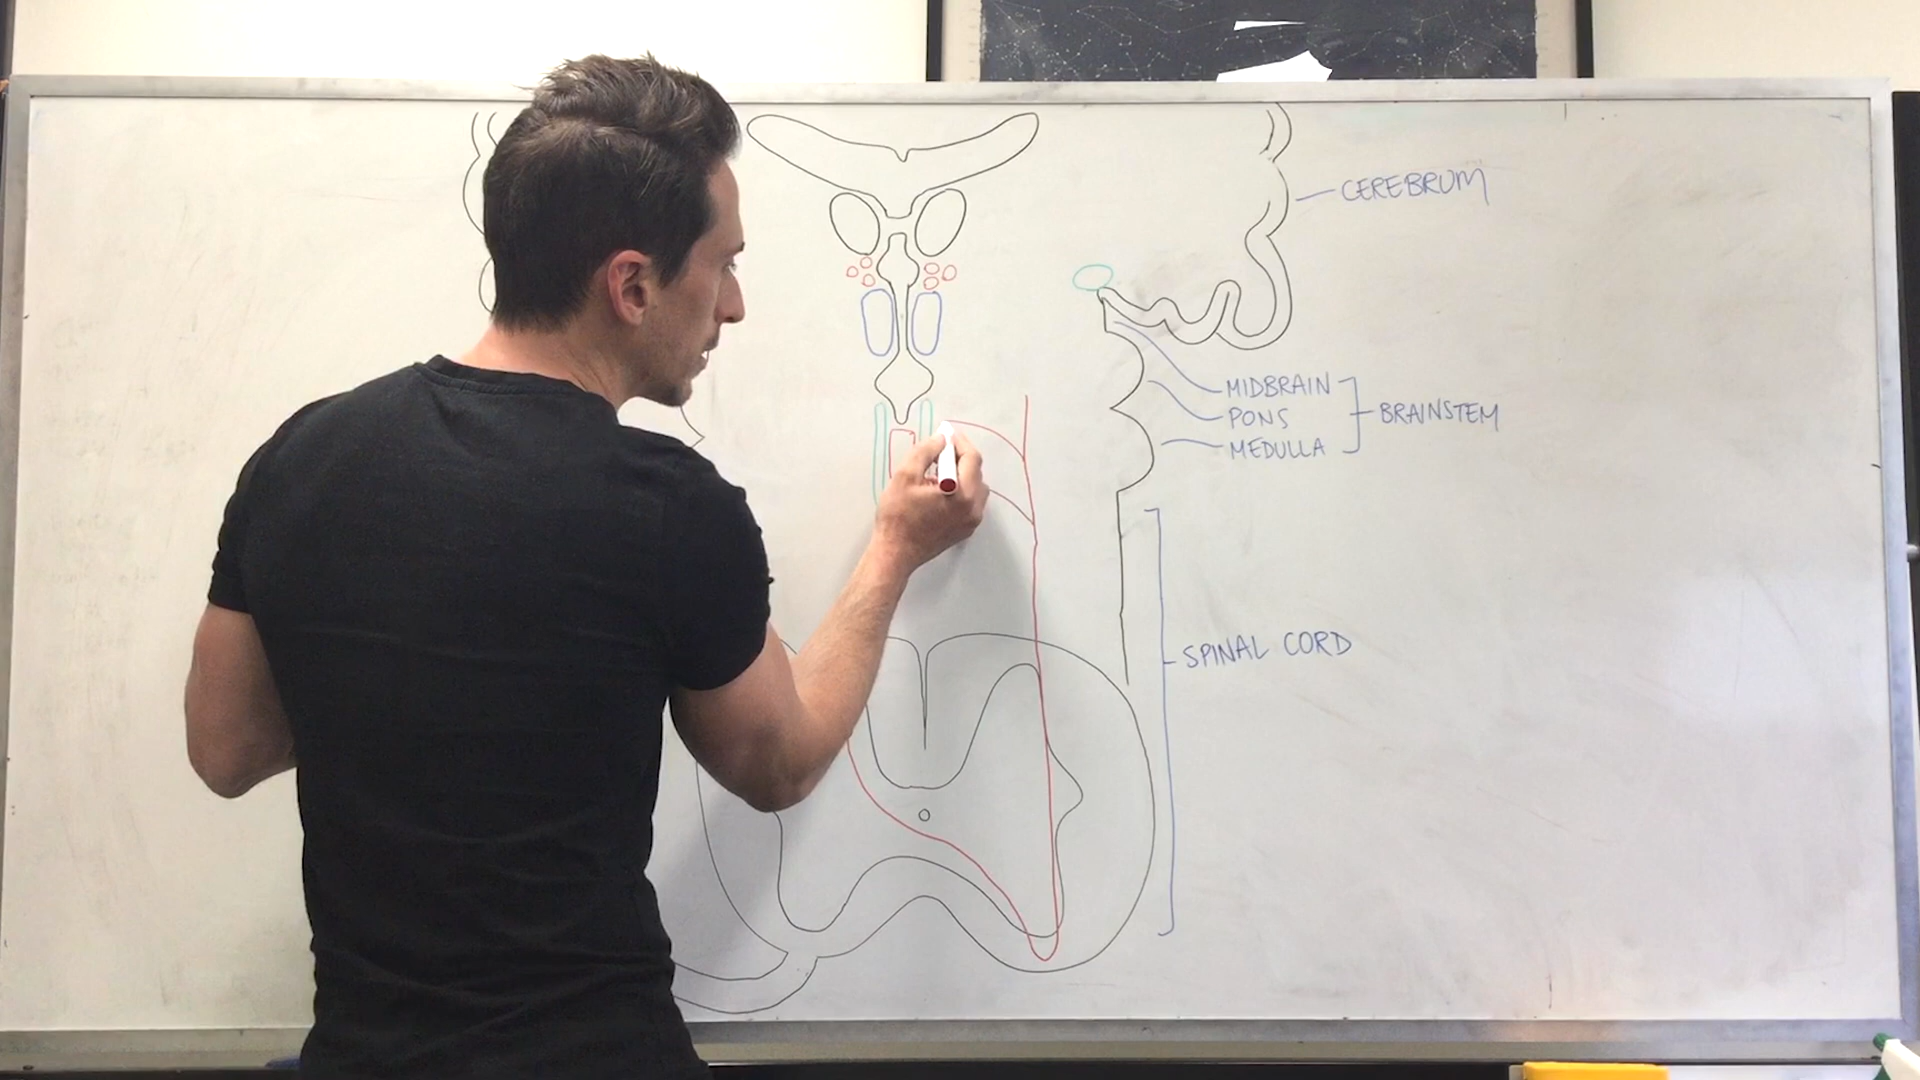 CEREBRUM
MIDBRAIN
PONS
BRAINSTEM
MEDULLA
SPINAL CORD